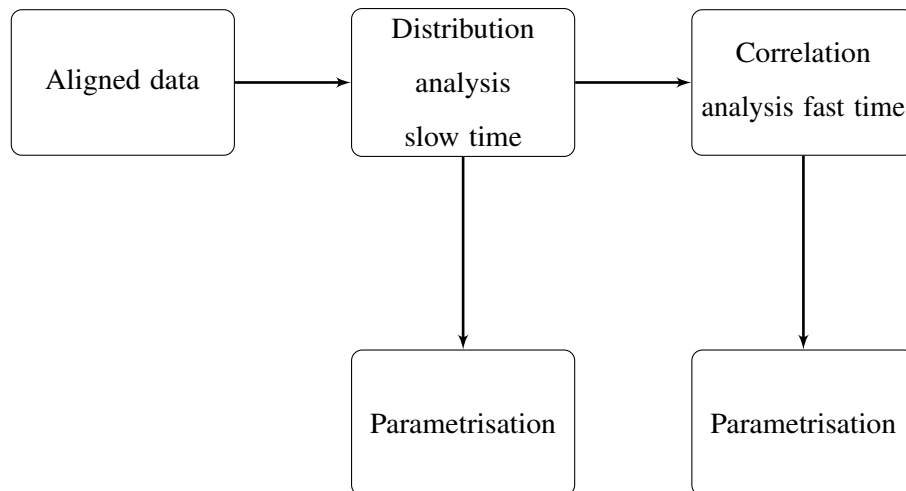 Aligned data
Distribution
analysis
slow time
Correlation
analysis fast time
Parametrisation
Parametrisation